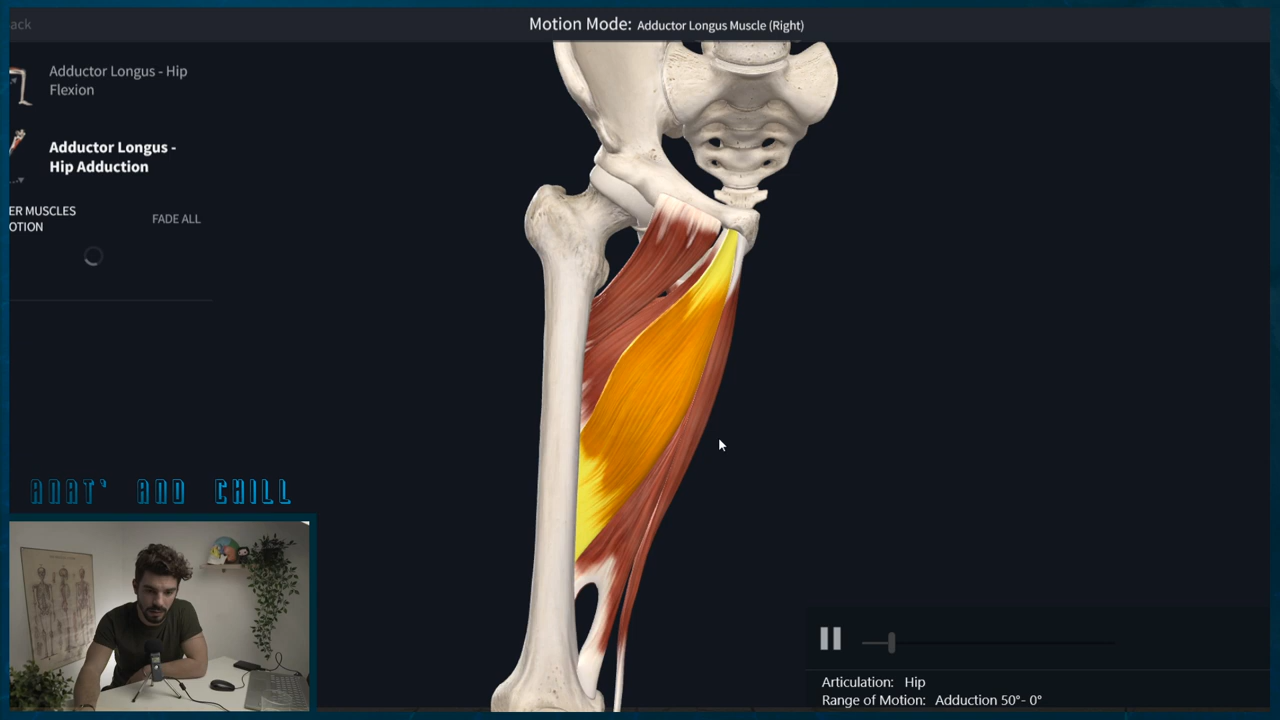 ack
Motion Mode: Adductor Longus Muscle (Right)
Adductor Longus - Hip
Flexion
Adductor Longus -
Hip Adduction
ER MUSCLES
OTION
FADE ALL
ANAT' AND CHILL
Articulation: Hip
Range of Motion: Adduction 50°- 0°